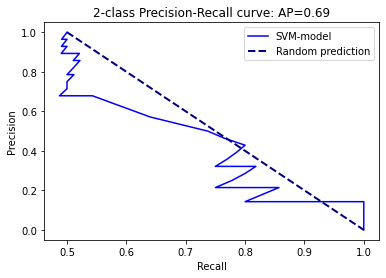 2-class Precision-Recall curve: AP=0.69
SVM-model
Random prediction
Precision
1.0
0.8
0.6
0.4
0.2
0.0
0.5 0.6 0.7 0.8 0.9 1.0
Recall